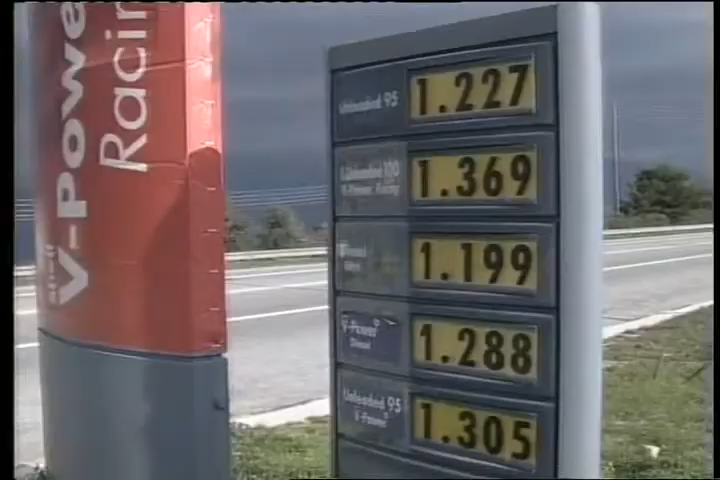 shell V-Power
Racin
Unleaded 95
1.227
Unleaded 100
V-Power Racing
1.369
1.199
V-Power
Diesel
1.288
Unleaded 95
V-Power
1.305